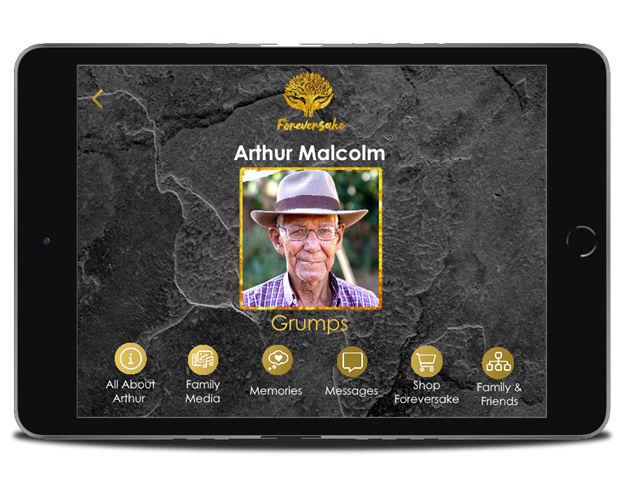 Foreversake
Arthur Malcolm
Grumps
All About
Arthur
Family
Media
Memories
Messages
Shop
Foreversake
Family &
Friends